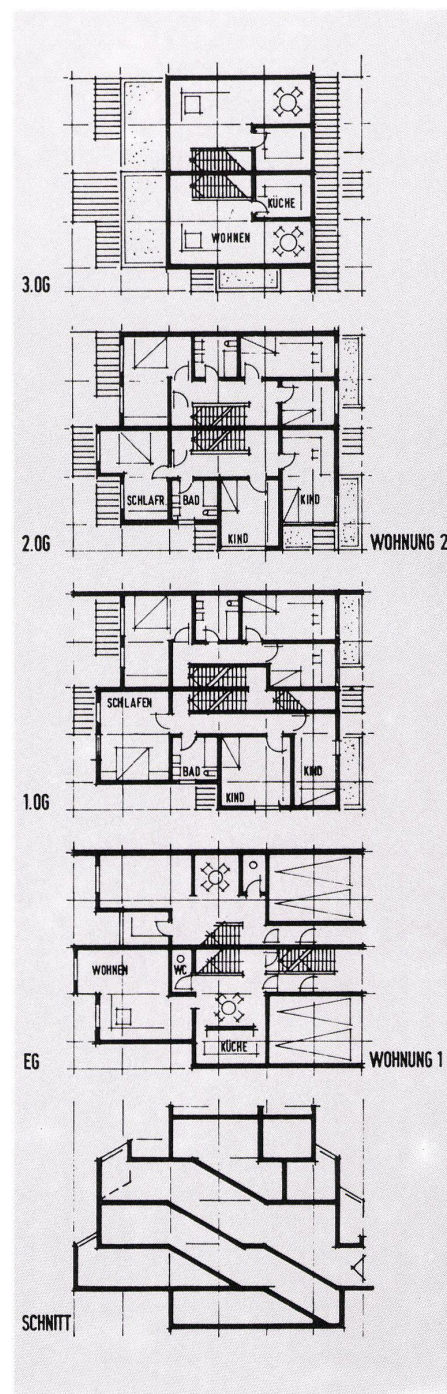 KÜCHE
WOHNEN
3.OG
SCHLAFR.
BAD
KIND
KIND
2.OG
WOHNUNG 2
SCHLAFEN
BAD
KIND
KIND
1.OG
WOHNEN
WC
KÜCHE
EG
WOHNUNG 1
SCHNITT